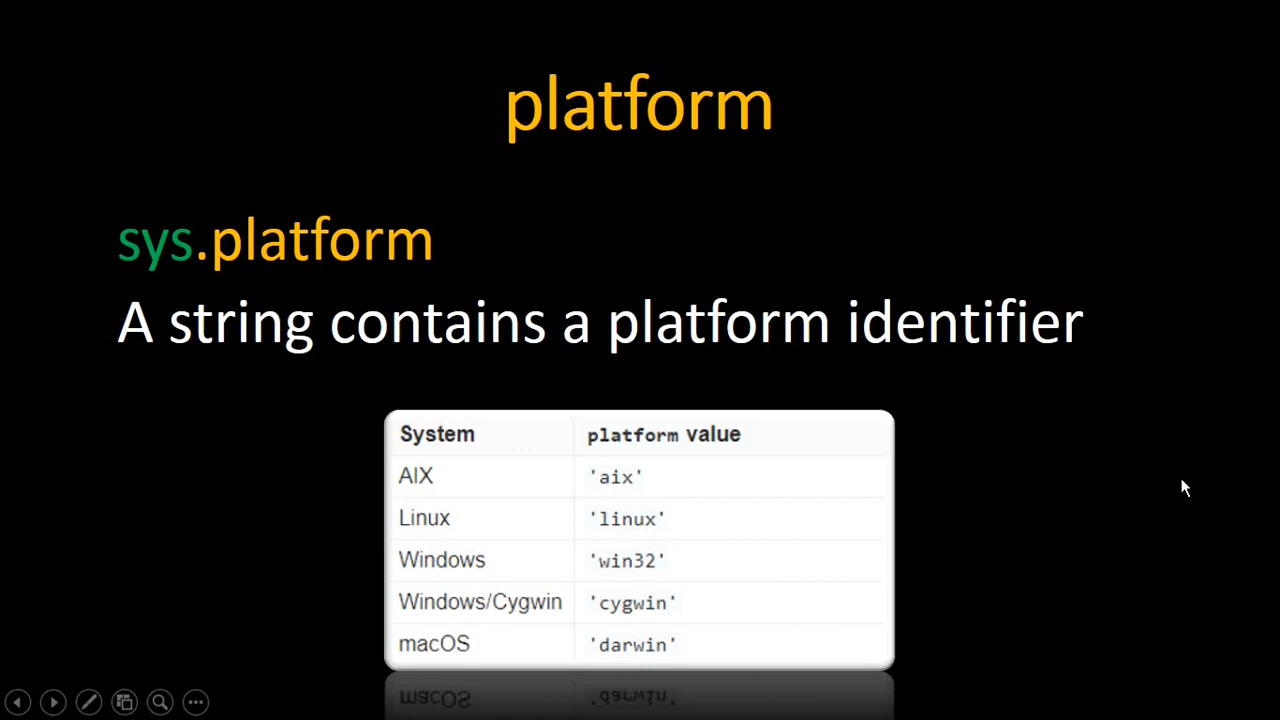 platform
sys.platform
A string contains a platform identifier
System platform value
AIX 'aix'
Linux 'linux'
Windows 'win32'
Windows/Cygwin 'cygwin'
macOS 'darwin'